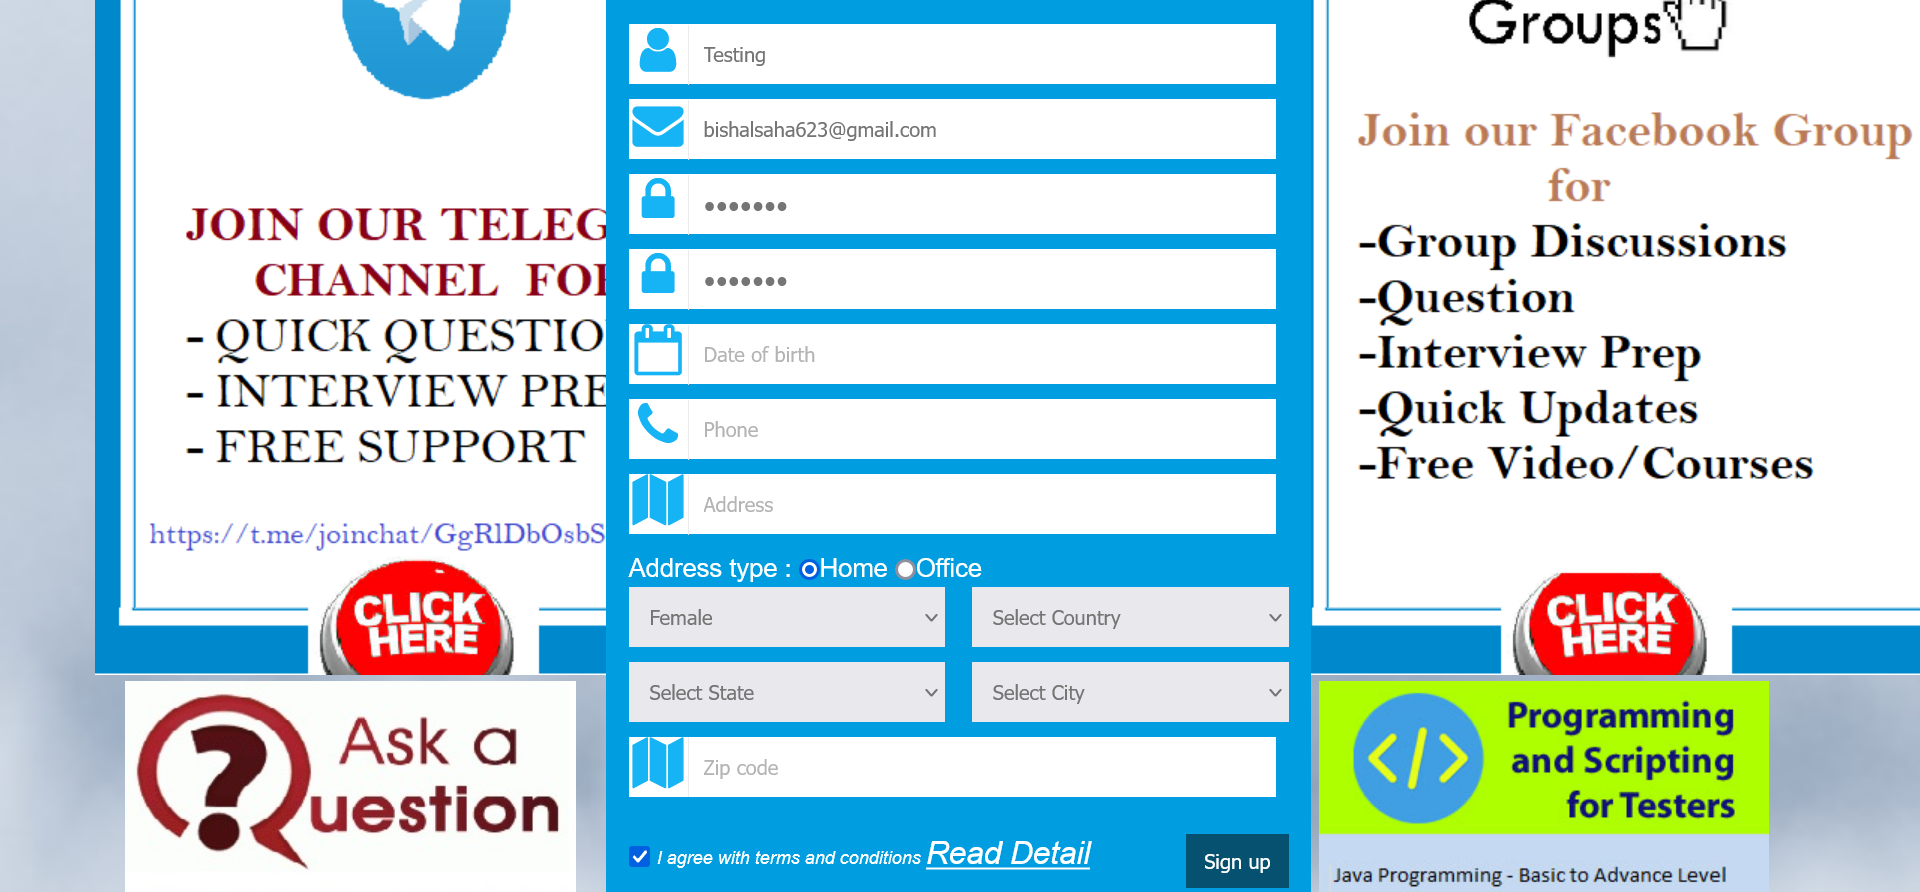 JOIN OUR TELEG
CHANNEL FOR
- QUICK QUESTIO
- INTERVIEW PRE
- FREE SUPPORT
https://t.me/joinchat/GgRlDbOsbS
CLICK
HERE
Ask a
Question
Testing
bishalsaha623@gmail.com
•••••••
•••••••
Date of birth
Phone
Address
Address type : Home Office
Female
Select Country
Select State
Select City
Zip code
I agree with terms and conditions Read Detail
Sign up
Groups
Join our Facebook Group
for
-Group Discussions
-Question
-Interview Prep
-Quick Updates
-Free Video/Courses
CLICK
HERE
</>
Programming
and Scripting
for Testers
Java Programming - Basic to Advance Level